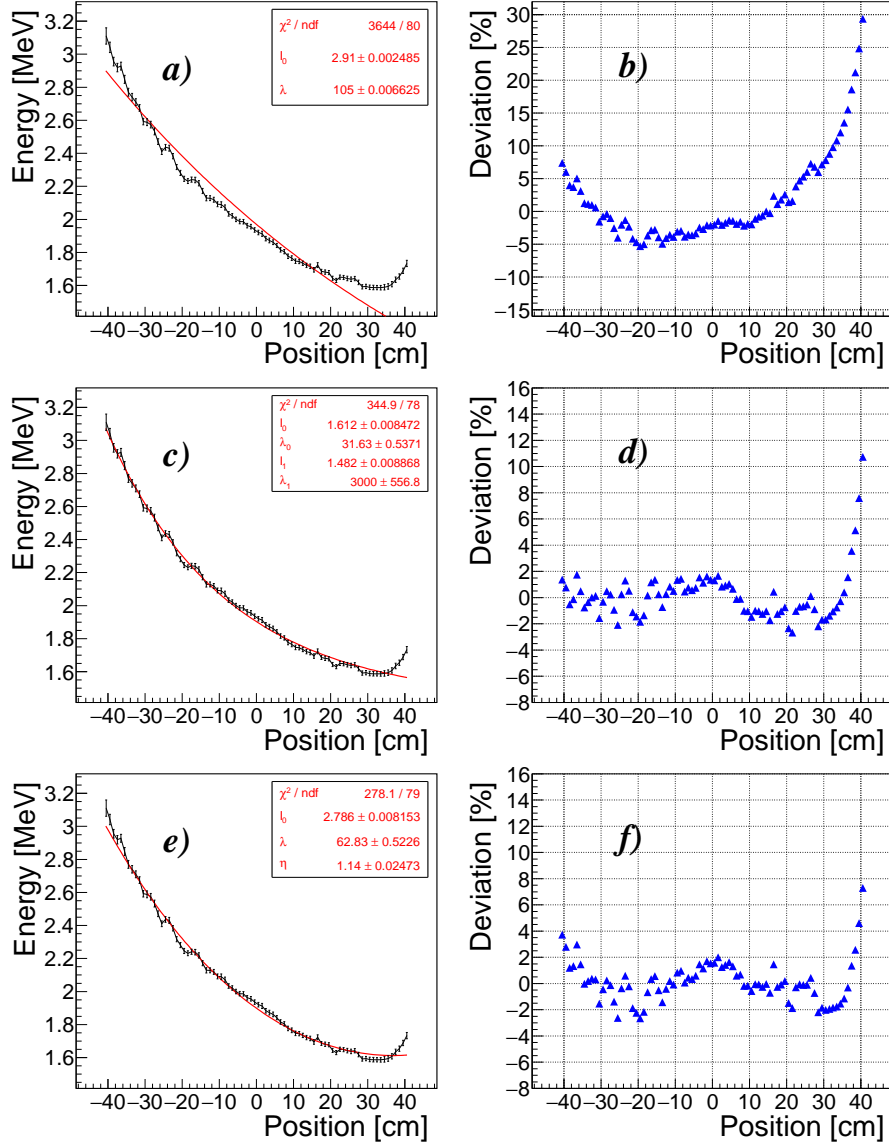 a)
Energy [MeV]
3.2
3
2.8
2.6
2.4
2.2
2
1.8
1.6
−40 −30 −20 −10 0 10 20 30 40
Position [cm]
χ² / ndf 3644 / 80
I₀ 2.91 ± 0.002485
λ 105 ± 0.006625
b)
Deviation [%]
30
25
20
15
10
5
0
−5
−10
−15
−40 −30 −20 −10 0 10 20 30 40
Position [cm]
c)
Energy [MeV]
3.2
3
2.8
2.6
2.4
2.2
2
1.8
1.6
−40 −30 −20 −10 0 10 20 30 40
Position [cm]
χ² / ndf 344.9 / 78
I₀ 1.612 ± 0.008472
λ₀ 31.63 ± 0.5371
I₁ 1.482 ± 0.008868
λ₁ 3000 ± 556.8
d)
Deviation [%]
16
14
12
10
8
6
4
2
0
−2
−4
−6
−8
−40 −30 −20 −10 0 10 20 30 40
Position [cm]
e)
Energy [MeV]
3.2
3
2.8
2.6
2.4
2.2
2
1.8
1.6
−40 −30 −20 −10 0 10 20 30 40
Position [cm]
χ² / ndf 278.1 / 79
I₀ 2.786 ± 0.008153
λ 62.83 ± 0.5226
η 1.14 ± 0.02473
f)
Deviation [%]
16
14
12
10
8
6
4
2
0
−2
−4
−6
−8
−40 −30 −20 −10 0 10 20 30 40
Position [cm]